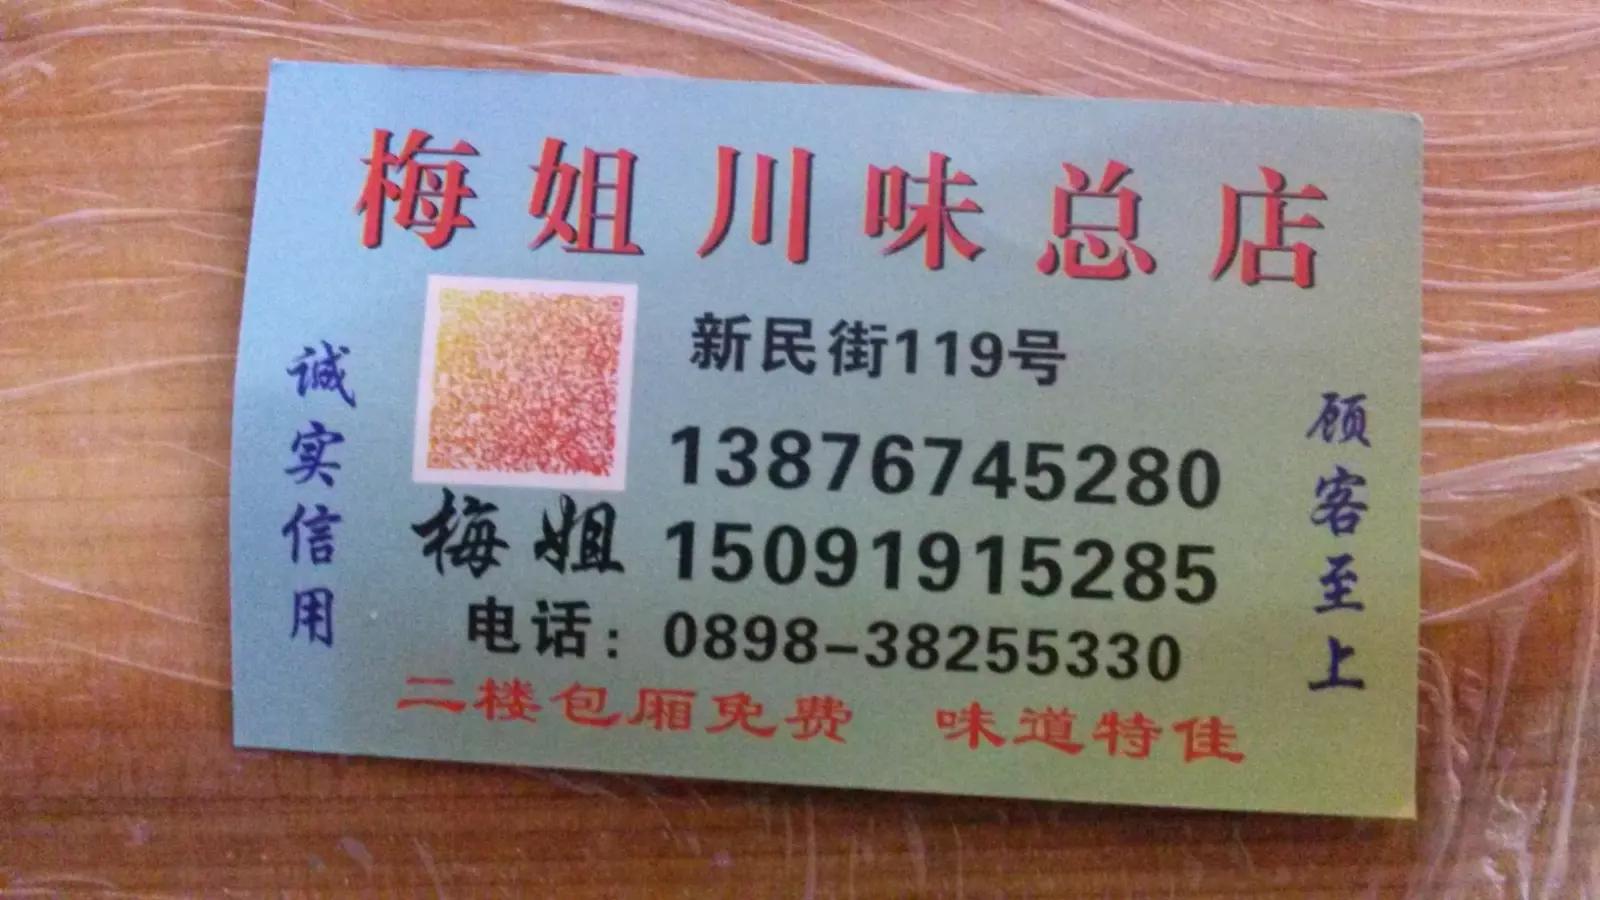 梅姐川味总店
新民街119号
诚实信用
13876745280
梅姐
15091915285
电话：0898-38255330
顾客至上
二楼包厢免费 味道特佳